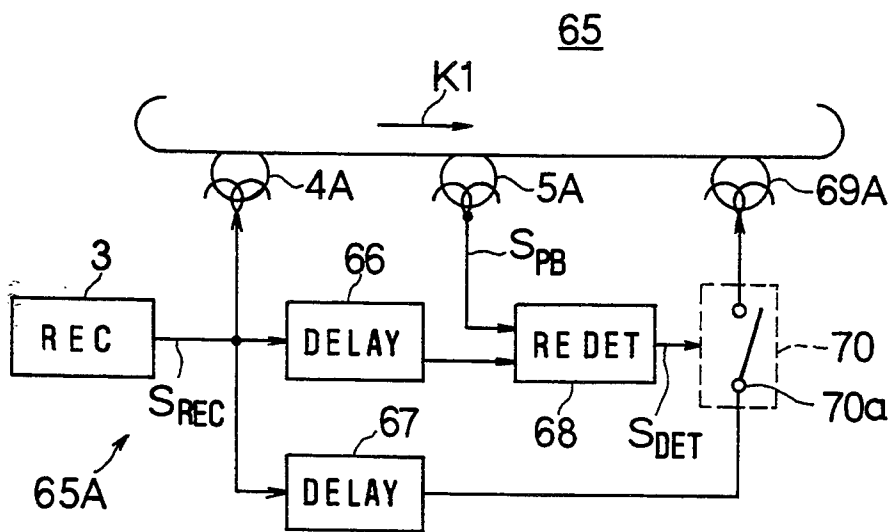 65
K1
4A
5A
69A
S_PB
3
66
REC
DELAY
RE DET
70
S_REC
68
S_DET
70a
67
65A
DELAY